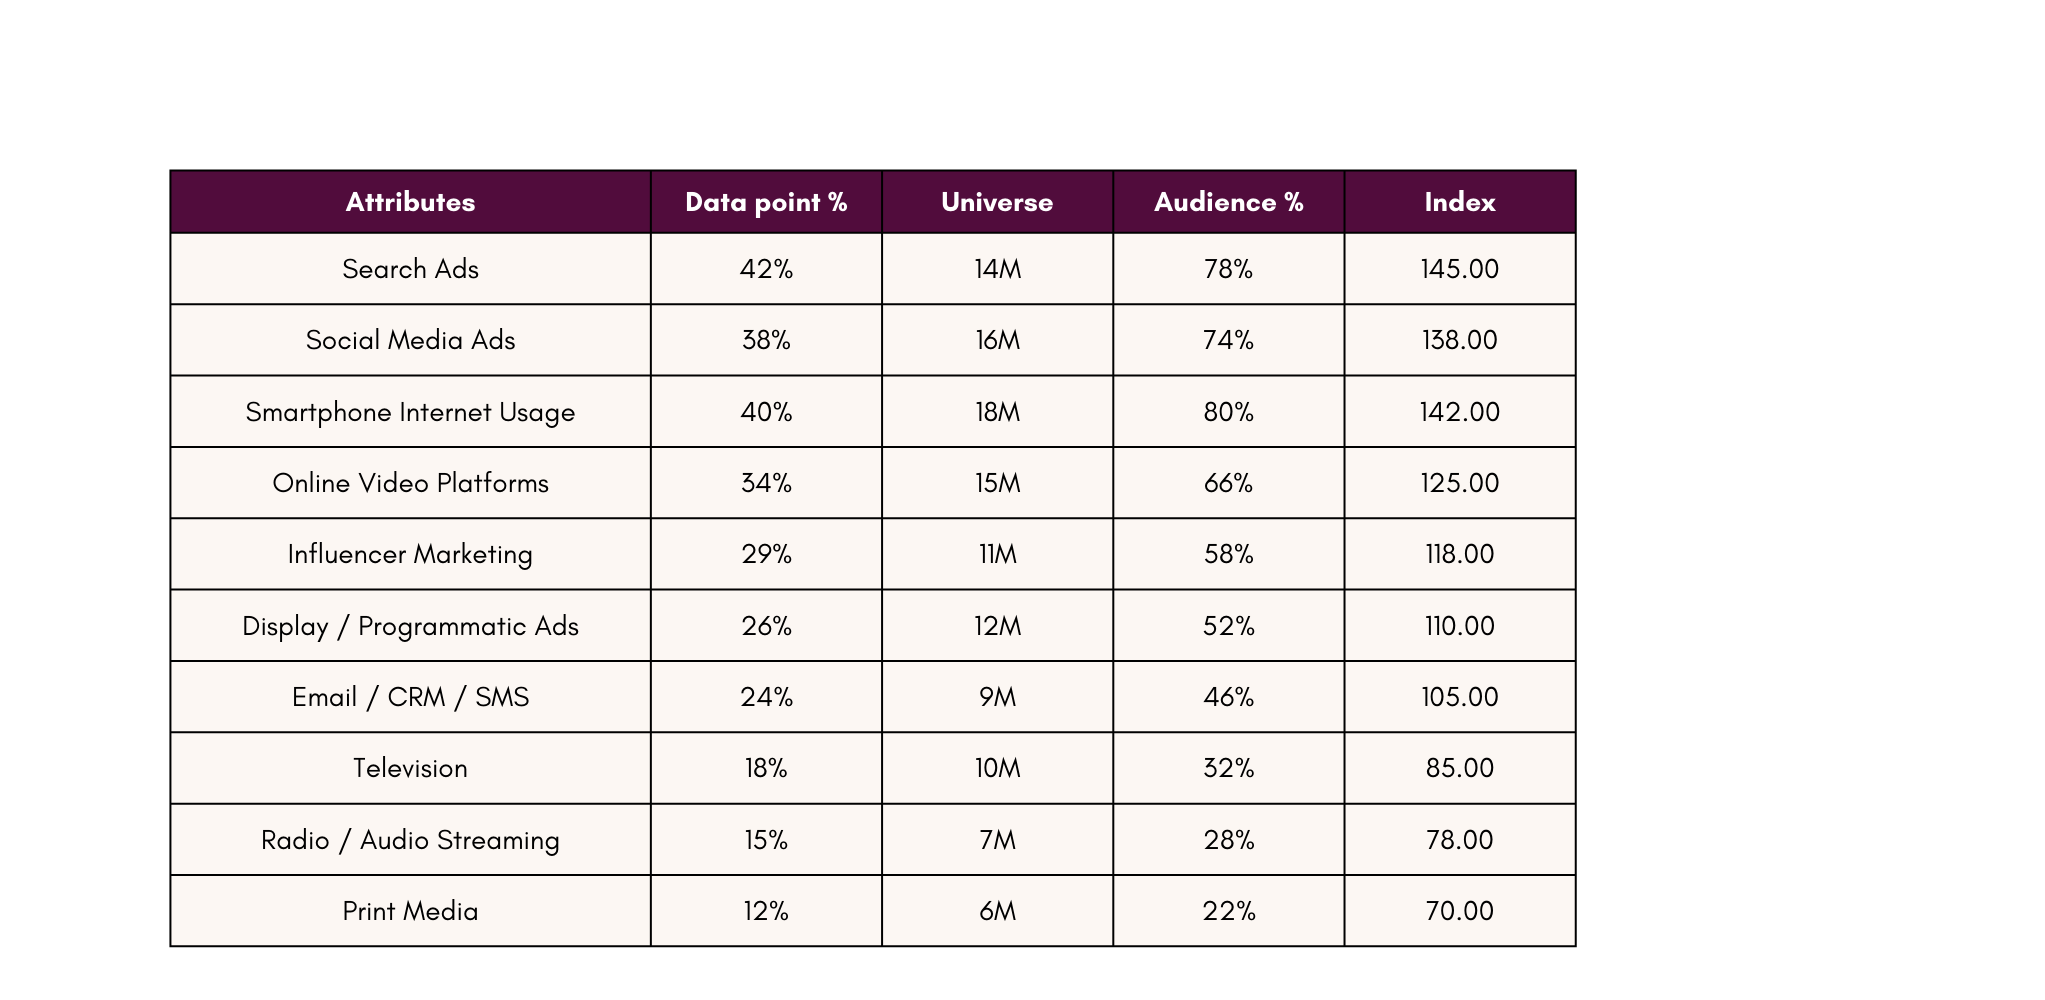 Attributes Data point % Universe Audience % Index
Search Ads 42% 14M 78% 145.00
Social Media Ads 38% 16M 74% 138.00
Smartphone Internet Usage 40% 18M 80% 142.00
Online Video Platforms 34% 15M 66% 125.00
Influencer Marketing 29% 11M 58% 118.00
Display / Programmatic Ads 26% 12M 52% 110.00
Email / CRM / SMS 24% 9M 46% 105.00
Television 18% 10M 32% 85.00
Radio / Audio Streaming 15% 7M 28% 78.00
Print Media 12% 6M 22% 70.00